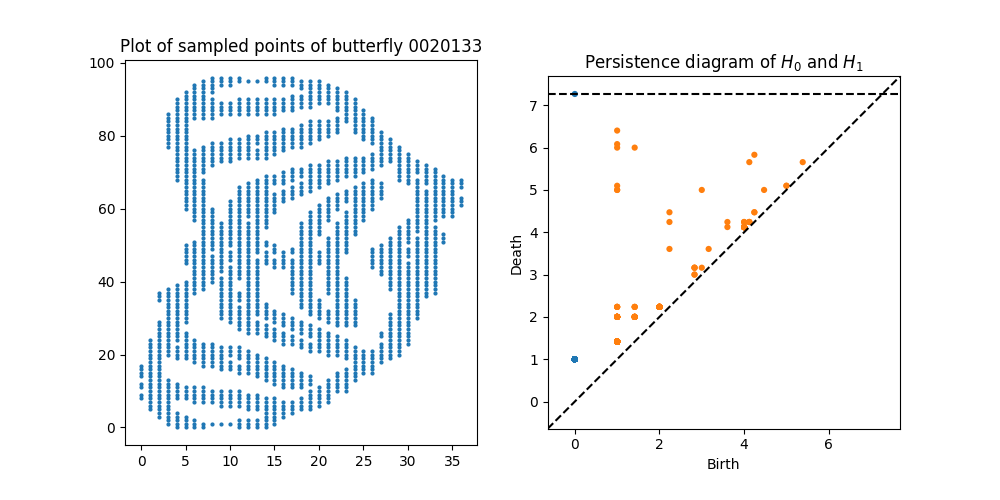 Plot of sampled points of butterfly 0020133
100
80
60
40
20
0
0 5 10 15 20 25 30 35
Persistence diagram of H₀ and H₁
Death
7
6
5
4
3
2
1
0
0 2 4 6
Birth